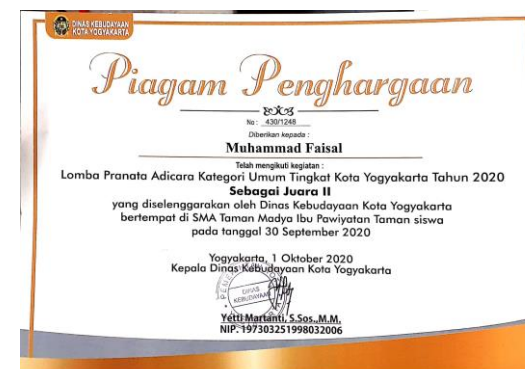 DINAS KEBUDAYAAN
KOTA YOGYAKARTA
Piagam Penghargaan
No : 430/1248
Diberikan kepada :
Muhammad Faisal
Telah mengikuti kegiatan :
Lomba Pranata Adicara Kategori Umum Tingkat Kota Yogyakarta Tahun 2020
Sebagai Juara II
yang diselenggarakan oleh Dinas Kebudayaan Kota Yogyakarta
bertempat di SMA Taman Madya Ibu Pawiyatan Taman siswa
pada tanggal 30 September 2020
Yogyakarta, 1 Oktober 2020
Kepala Dinas Kebudayaan Kota Yogyakarta
DINAS
KEBUDAYAAN
Yetti Martanti, S.Sos.,M.M.
NIP. 197303251998032006